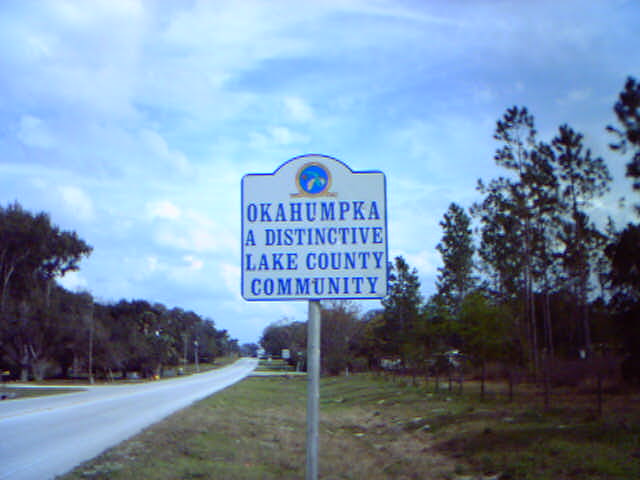 OKAHUMPKA
A DISTINCTIVE
LAKE COUNTY
COMMUNITY